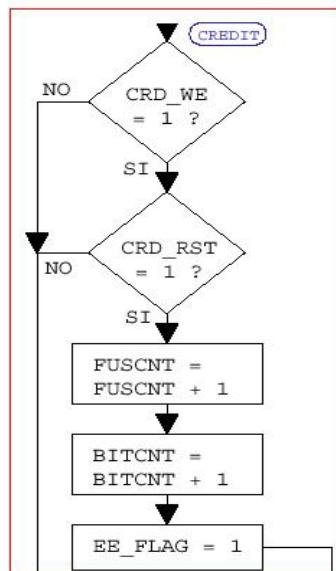 CREDIT
NO
CRD_WE
= 1 ?
SI
NO
CRD_RST
= 1 ?
SI
FUSCNT =
FUSCNT + 1
BITCNT =
BITCNT + 1
EE_FLAG = 1